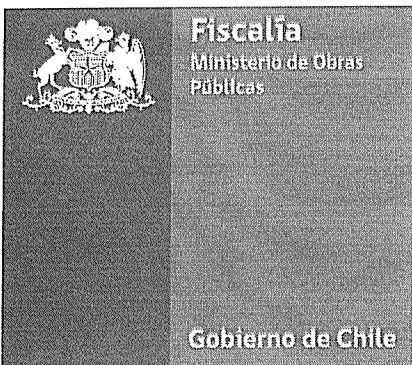 Fiscalía
Ministerio de Obras
Públicas
Gobierno de Chile